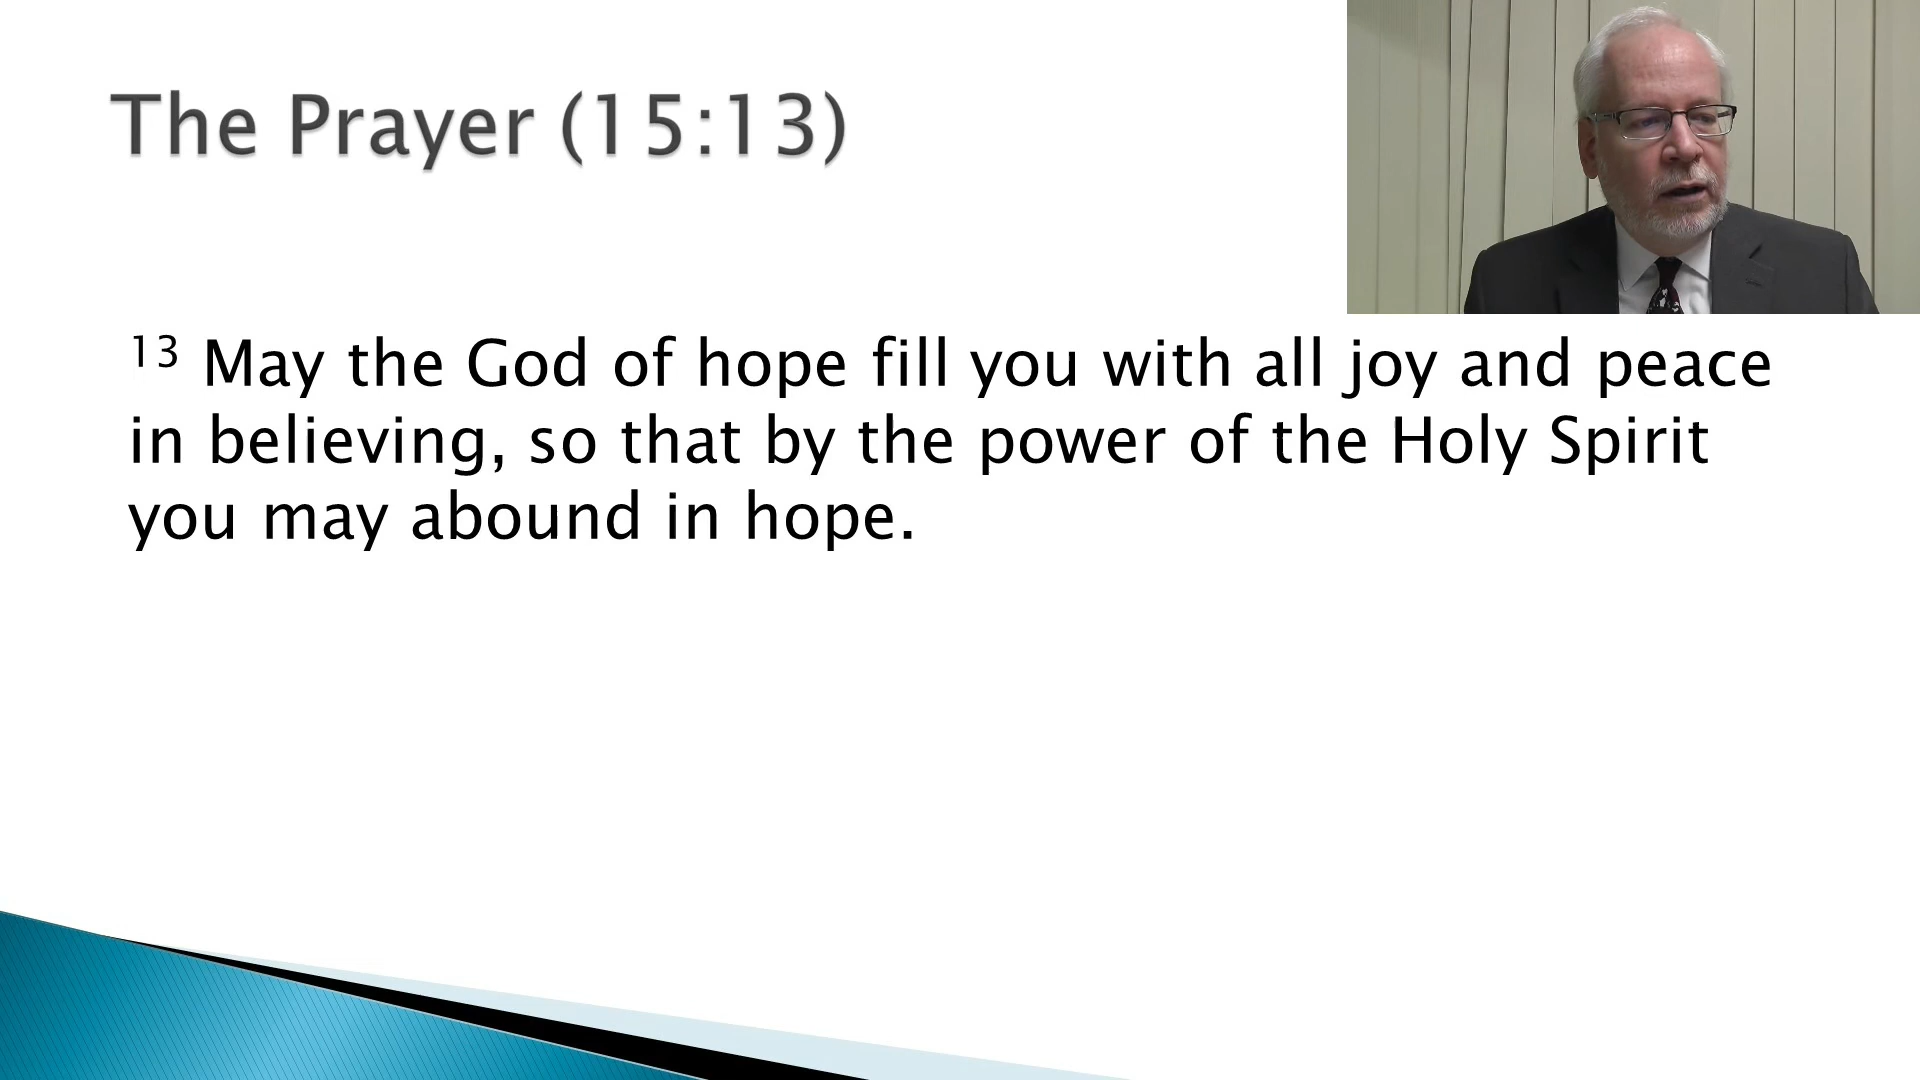 The Prayer (15:13)
13 May the God of hope fill you with all joy and peace
in believing, so that by the power of the Holy Spirit
you may abound in hope.